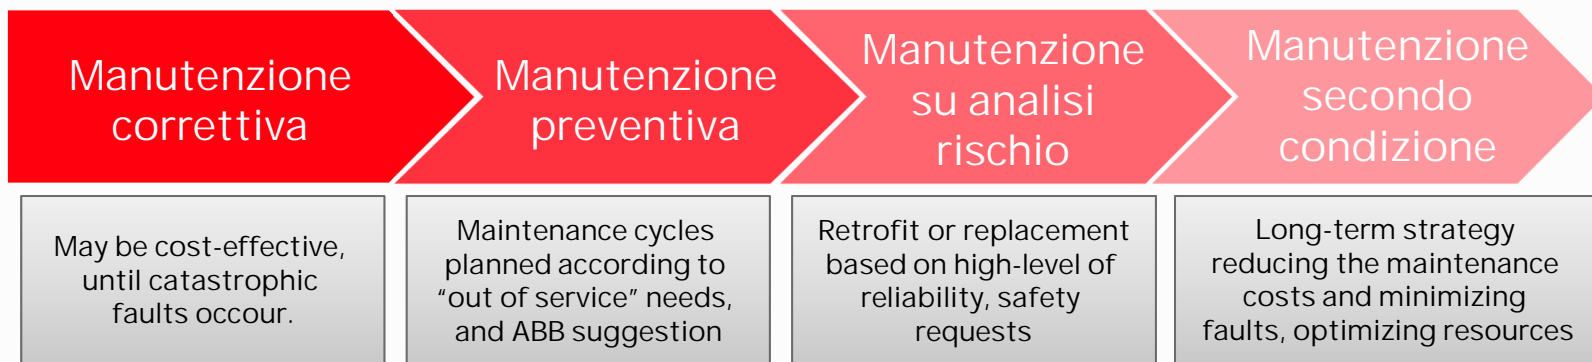 Manutenzione
correttiva
Manutenzione
preventiva
Manutenzione
su analisi
rischio
Manutenzione
secondo
condizione
May be cost-effective,
until catastrophic
faults occour.
Maintenance cycles
planned according to
“out of service” needs,
and ABB suggestion
Retrofit or replacement
based on high-level of
reliability, safety
requests
Long-term strategy
reducing the maintenance
costs and minimizing
faults, optimizing resources